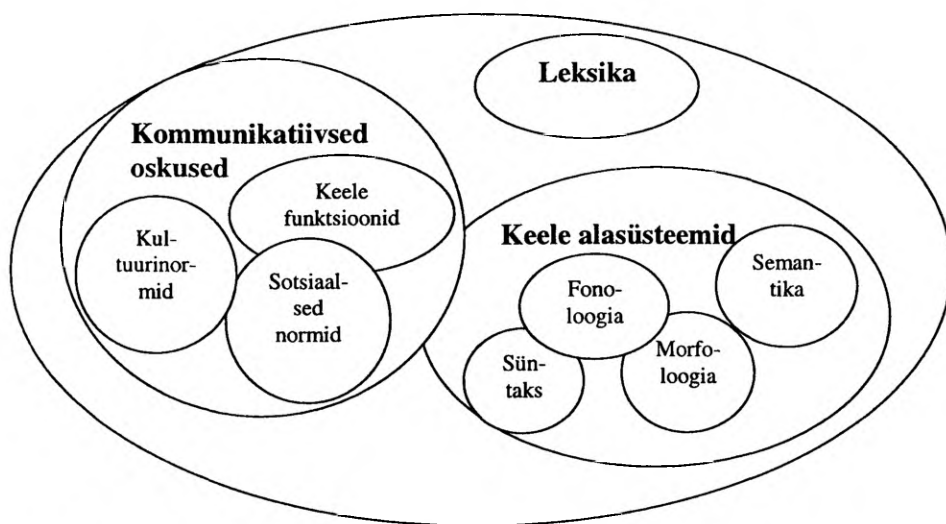 Leksika
Kommunikatiivsed
oskused
Keele
funktsioonid
Kul-
tuurinor-
mid
Sotsiaal-
sed
normid
Keele alasüsteemid
Seman-
tika
Fono-
loogia
Morfo-
loogia
Sün-
taks